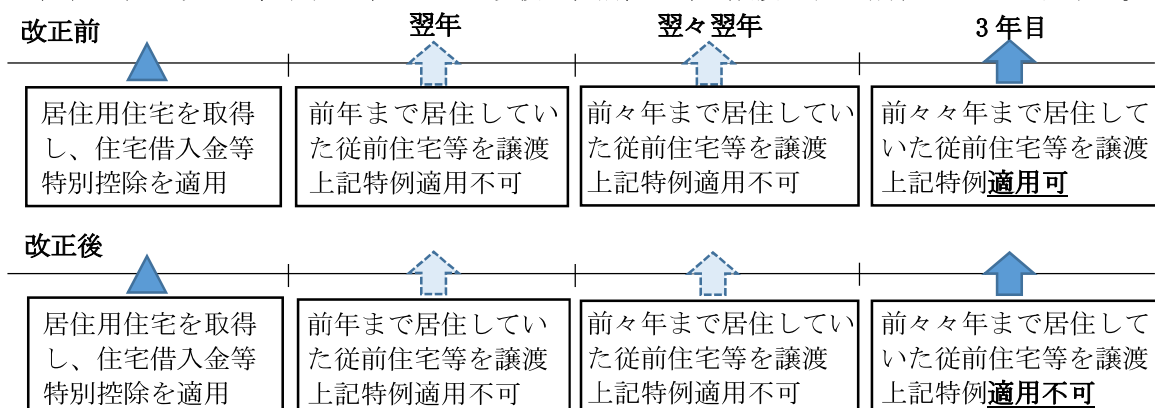 改正前
翌年
翌々翌年
3 年目
居住用住宅を取得
し、住宅借入金等
特別控除を適用
前年まで居住してい
た従前住宅等を譲渡
上記特例適用不可
前々年まで居住してい
た従前住宅等を譲渡
上記特例適用不可
前々々年まで居住して
いた従前住宅等を譲渡
上記特例適用可
改正後
居住用住宅を取得
し、住宅借入金等
特別控除を適用
前年まで居住してい
た従前住宅等を譲渡
上記特例適用不可
前々年まで居住してい
た従前住宅等を譲渡
上記特例適用不可
前々々年まで居住して
いた従前住宅等を譲渡
上記特例適用不可